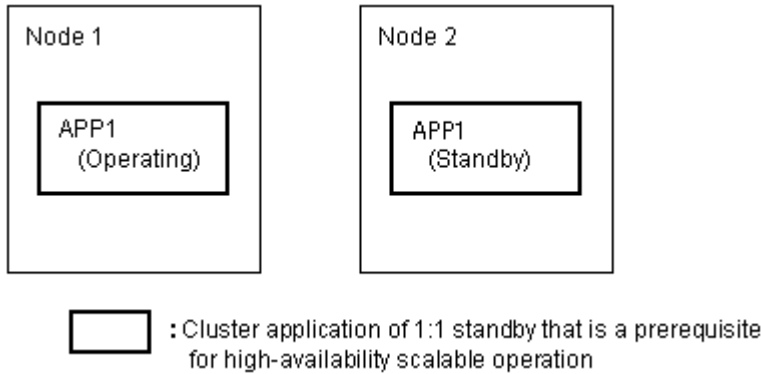 Node 1
APP1
(Operating)
Node 2
APP1
(Standby)
: Cluster application of 1:1 standby that is a prerequisite
for high-availability scalable operation